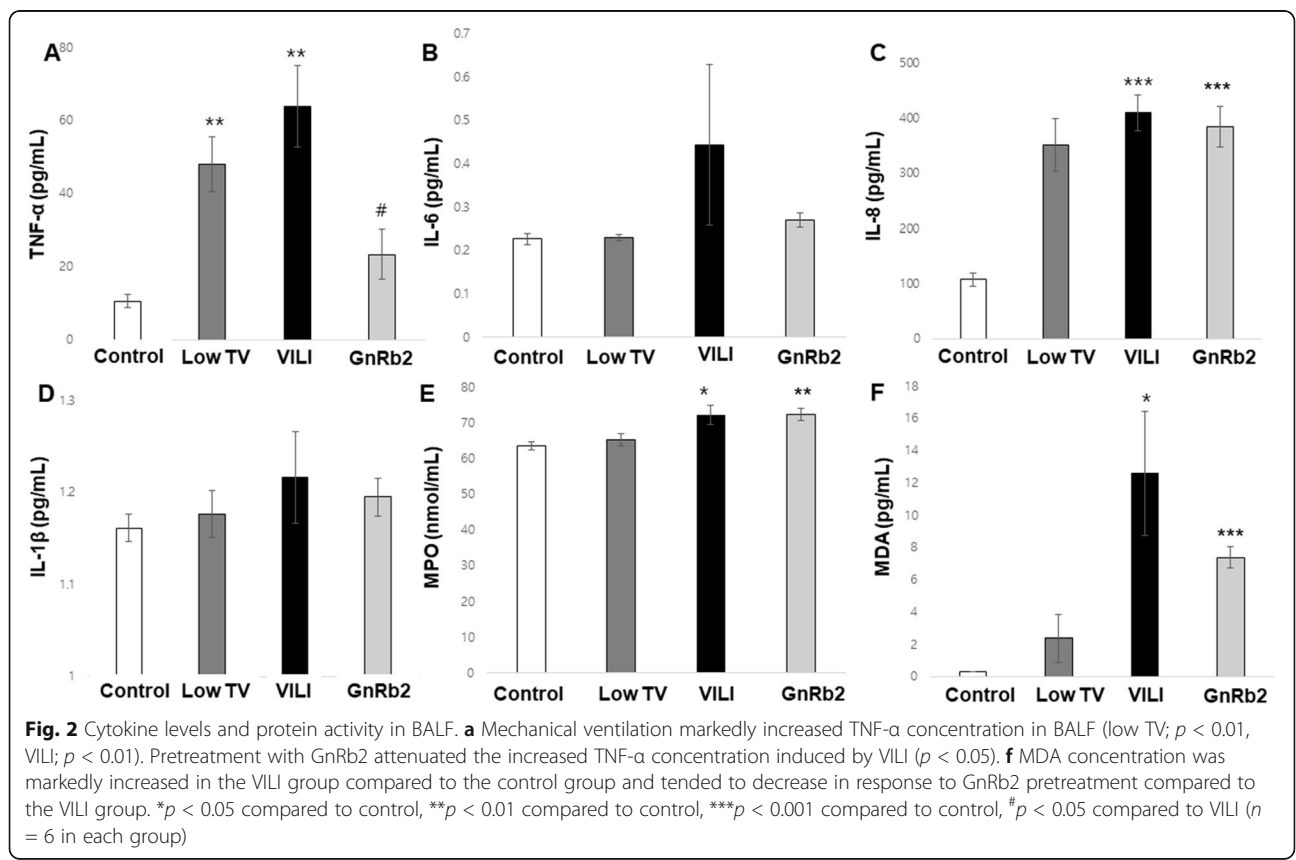 A
80
60
40
20
0
TNF-α (pg/mL)
**
**
#
Control Low TV VILI GnRb2
B
0.7
0.6
0.5
0.4
0.3
0.2
0.1
0
IL-6 (pg/mL)
Control Low TV VILI GnRb2
C
500
400
300
200
100
0
IL-8 (pg/mL)
***
***
Control Low TV VILI GnRb2
D
1.3
1.2
1.1
1
IL-1β (pg/mL)
Control Low TV VILI GnRb2
E
80
70
60
50
40
30
20
10
0
MPO (nmol/mL)
*
**
Control Low TV VILI GnRb2
F
18
16
14
12
10
8
6
4
2
0
MDA (pg/mL)
*
***
Control Low TV VILI GnRb2
Fig. 2 Cytokine levels and protein activity in BALF. a Mechanical ventilation markedly increased TNF-α concentration in BALF (low TV; p < 0.01,
VILI; p < 0.01). Pretreatment with GnRb2 attenuated the increased TNF-α concentration induced by VILI (p < 0.05). f MDA concentration was
markedly increased in the VILI group compared to the control group and tended to decrease in response to GnRb2 pretreatment compared to
the VILI group. *p < 0.05 compared to control, **p < 0.01 compared to control, ***p < 0.001 compared to control, #p < 0.05 compared to VILI (n
= 6 in each group)